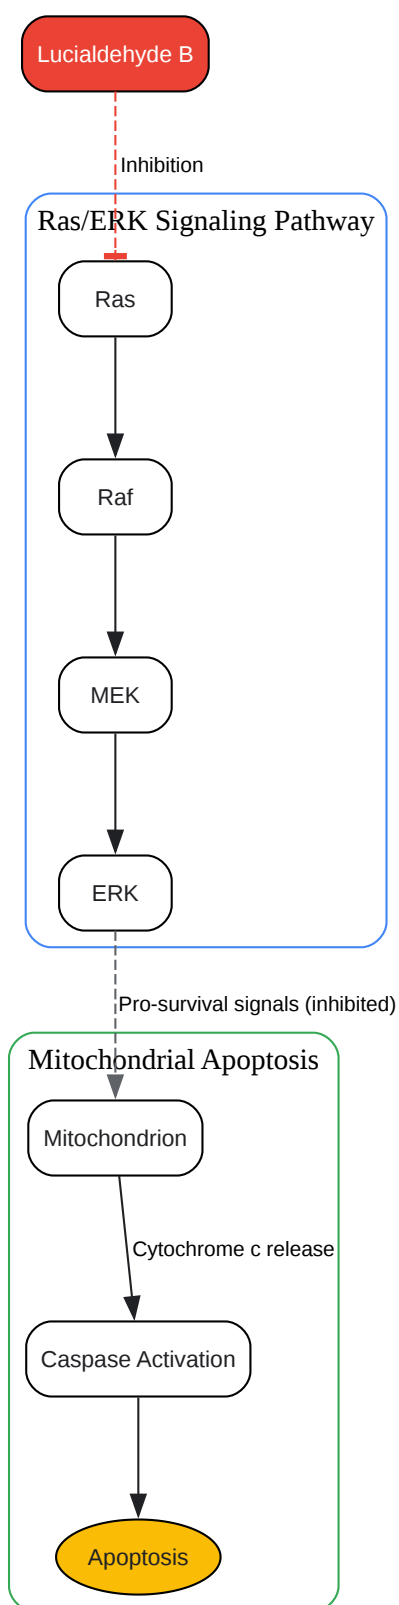 Lucialdehyde B
Inhibition
Ras/ERK Signaling Pathway
Ras
Raf
MEK
ERK
Pro-survival signals (inhibited)
Mitochondrial Apoptosis
Mitochondrion
Cytochrome c release
Caspase Activation
Apoptosis